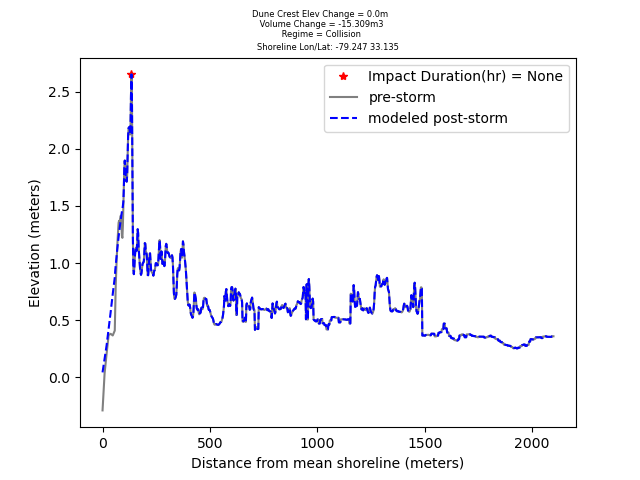 Dune Crest Elev Change = 0.0m
Volume Change = -15.309m3
Regime = Collision
Shoreline Lon/Lat: -79.247 33.135
Impact Duration(hr) = None
pre-storm
modeled post-storm
Elevation (meters)
2.5
2.0
1.5
1.0
0.5
0.0
0 500 1000 1500 2000
Distance from mean shoreline (meters)